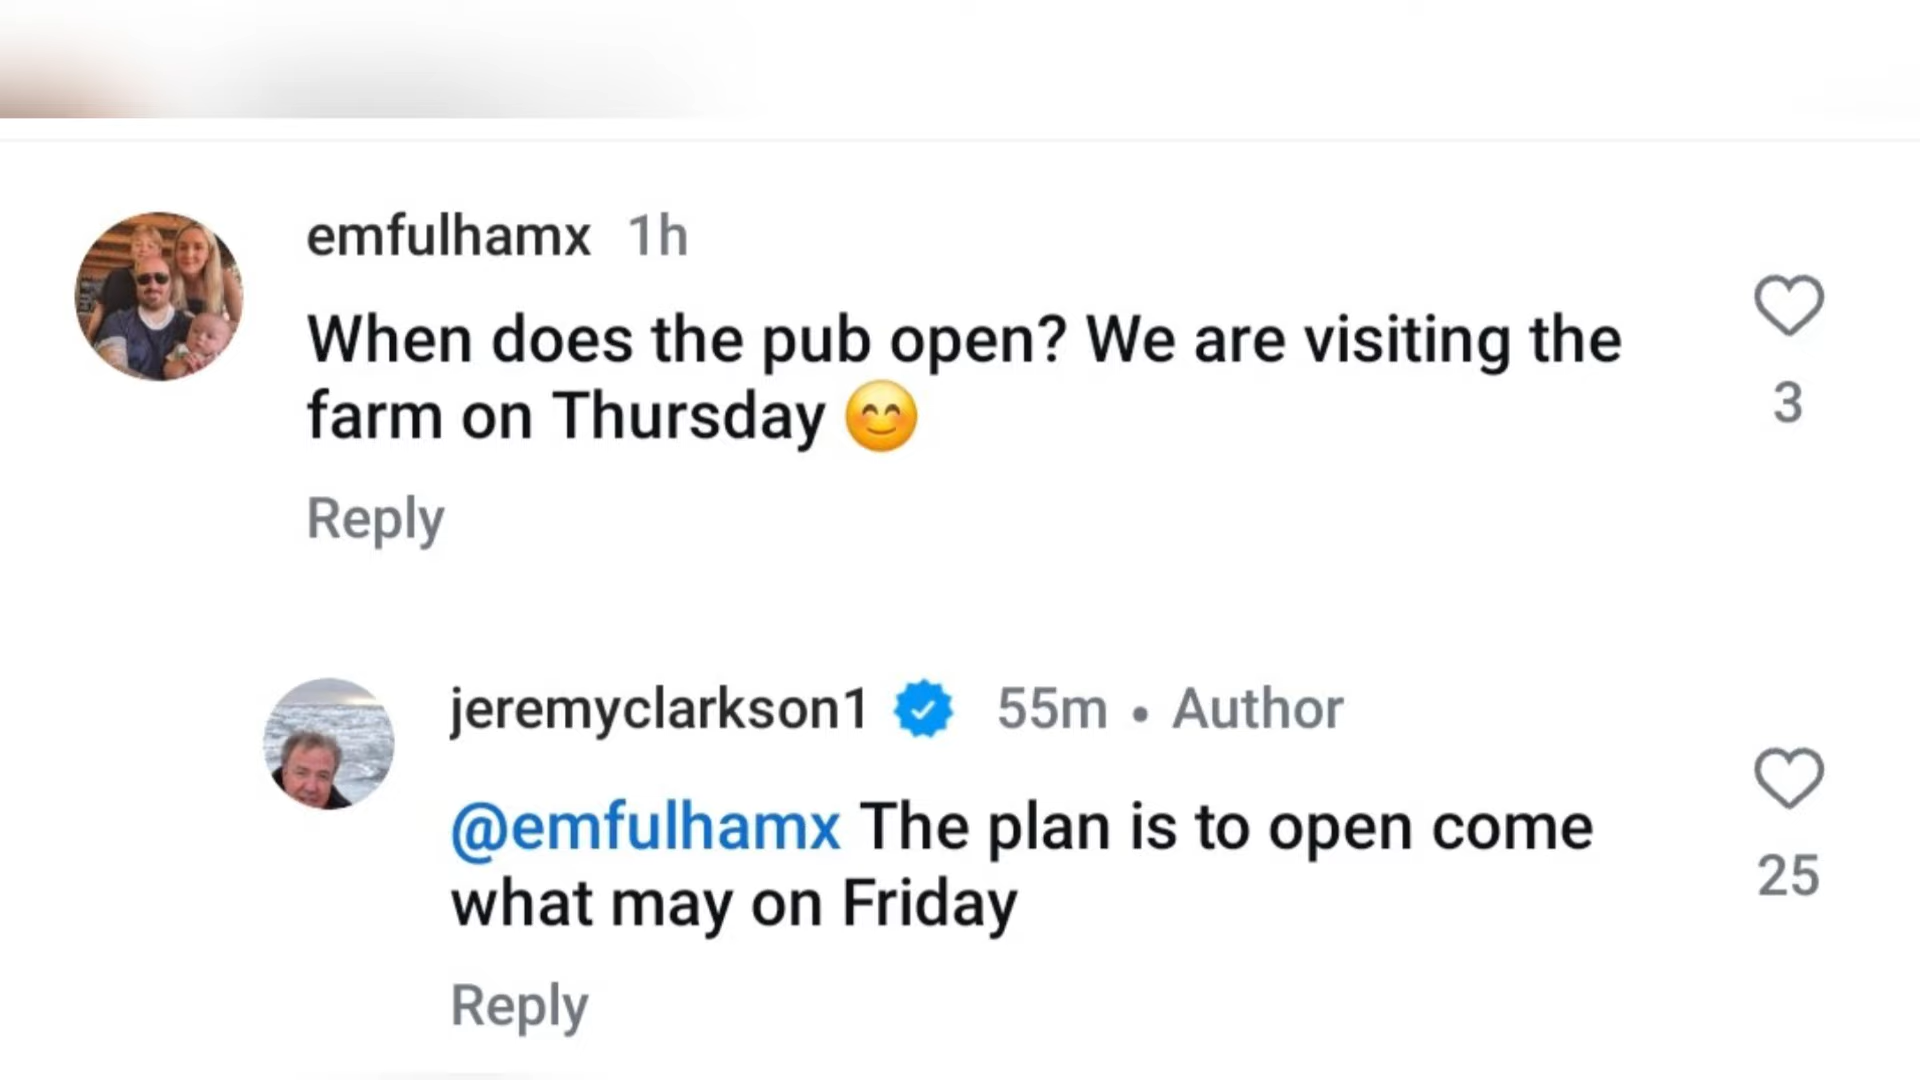 emfulhamx 1h
When does the pub open? We are visiting the
farm on Thursday 😊
3
Reply
jeremyclarkson1 55m • Author
@emfulhamx The plan is to open come
what may on Friday
25
Reply